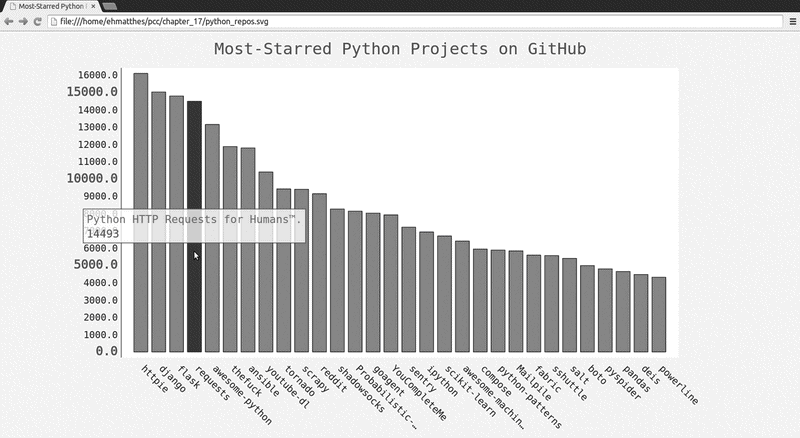 Most-Starred Python
file:///home/ehmatthes/pcc/chapter_17/python_repos.svg
Most-Starred Python Projects on GitHub
16000.0
15000.0
14000.0
13000.0
12000.0
11000.0
10000.0
9000.0
Python HTTP Requests for Humans™.
14493
6000.0
5000.0
4000.0
3000.0
2000.0
1000.0
0.0
httpie
django
flask
requests
awesome-python
thefuck
ansible
youtube-dl
tornado
scrapy
reddit
shadowsocks
Probabilistic-…
goagent
YouCompleteMe
sentry
ipython
scikit-learn
awesome-machin…
compose
python-patterns
Mailpile
fabric
sshuttle
salt
boto
pyspider
pandas
deis
powerline